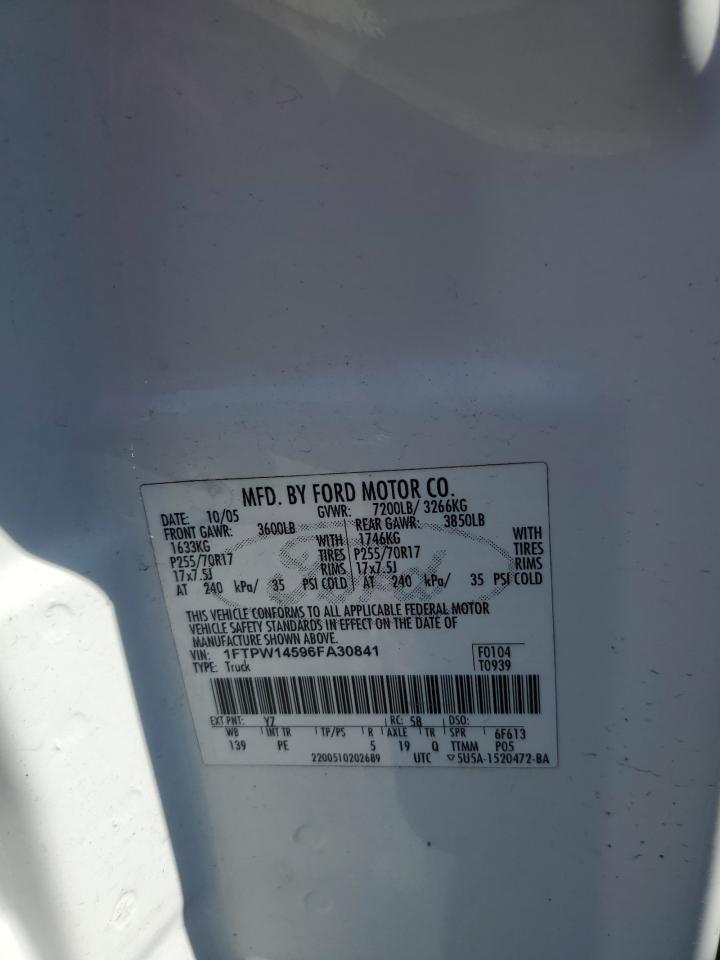 MFD. BY FORD MOTOR CO.
DATE: 10/05 GVWR: 7200LB/ 3266KG
FRONT GAWR: 3600LB REAR GAWR: 3850LB
1633KG WITH 1746KG WITH
P255/70R17 TIRES P255/70R17 TIRES
17x7.5J RIMS 17x7.5J RIMS
AT 240 kPa/ 35 PSI COLD AT 240 kPa/ 35 PSI COLD
Ford
THIS VEHICLE CONFORMS TO ALL APPLICABLE FEDERAL MOTOR
VEHICLE SAFETY STANDARDS IN EFFECT ON THE DATE OF
MANUFACTURE SHOWN ABOVE.
VIN: 1FTPW14596FA30841 F0104
TYPE: Truck T0939
EXT PNT: YZ RC: 58 DSO:
WB INT TR TP/PS R AXLE TR SPR 6F613
139 PE 5 19 Q TTMM P05
2200510202689 UTC ▽5U5A-1520472-BA